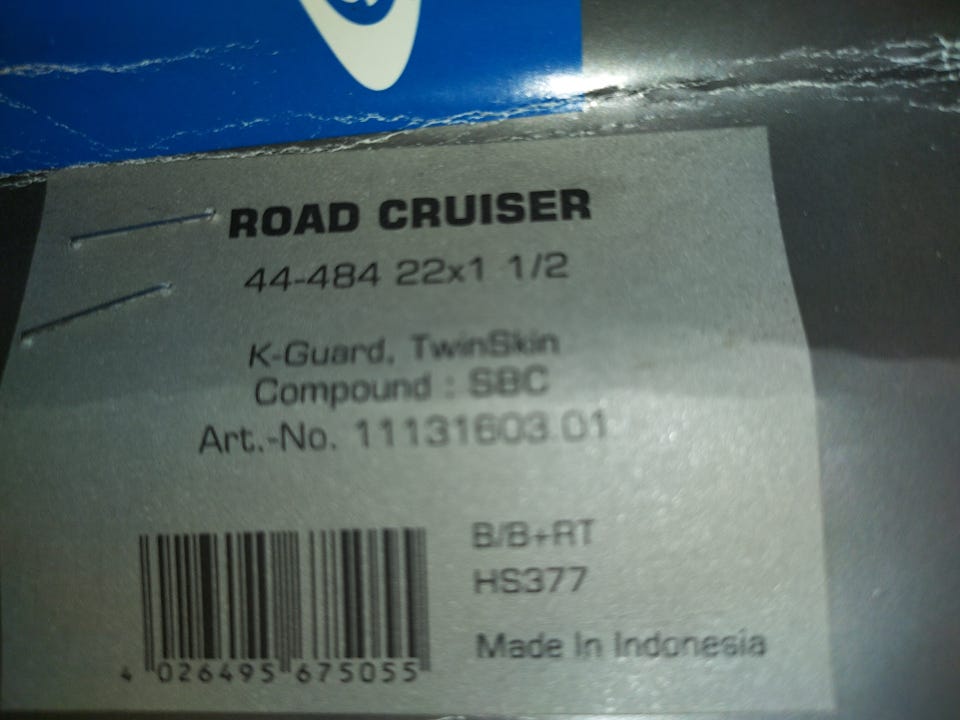 ROAD CRUISER
44-484 22x1 1/2
K-Guard, TwinSkin
Compound : SBC
Art.-No. 11131603.01
B/B+RT
HS377
Made In Indonesia
4 026495 675055